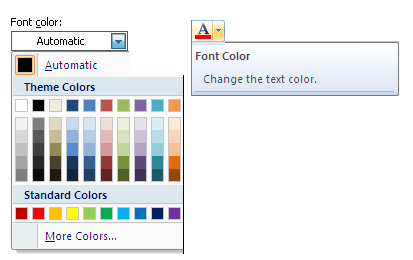 Font color:
Automatic
Automatic
Theme Colors
Standard Colors
More Colors...
A
Font Color
Change the text color.